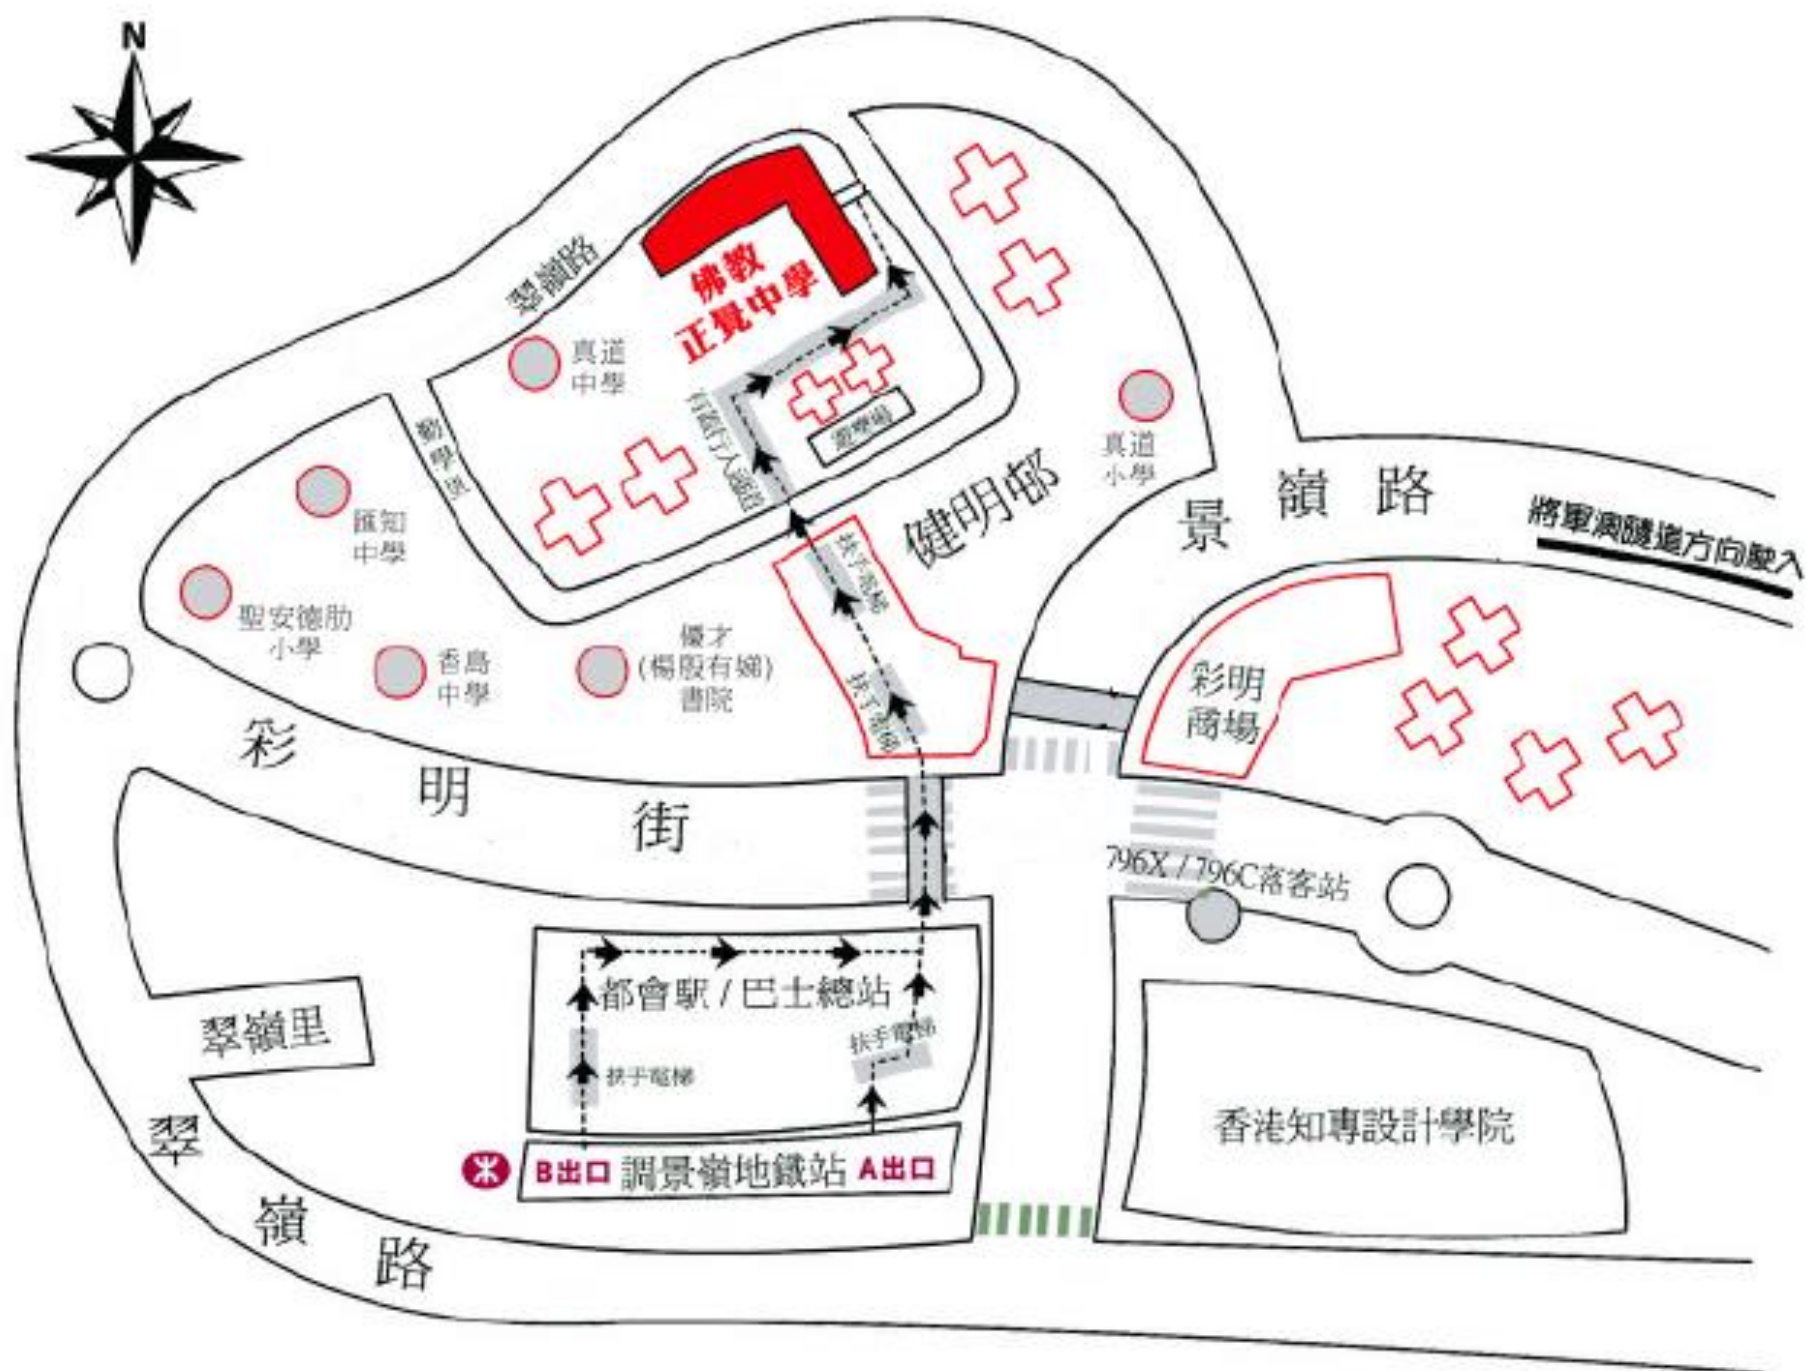 N
翠嶺路
佛教
正覺中學
真道
中學
有蓋行人通道
遊樂場
勤學里
真道
小學
匯知
中學
健明邨
景嶺路
將軍澳隧道方向駛入
扶手電梯
聖安德肋
小學
香島
中學
優才
(楊殷有娣)
書院
扶手電梯
彩明
商場
彩明街
796X / 796C落客站
都會駅 / 巴士總站
扶手電梯
翠嶺里
扶手電梯
香港知專設計學院
翠嶺路
B出口 調景嶺地鐵站 A出口